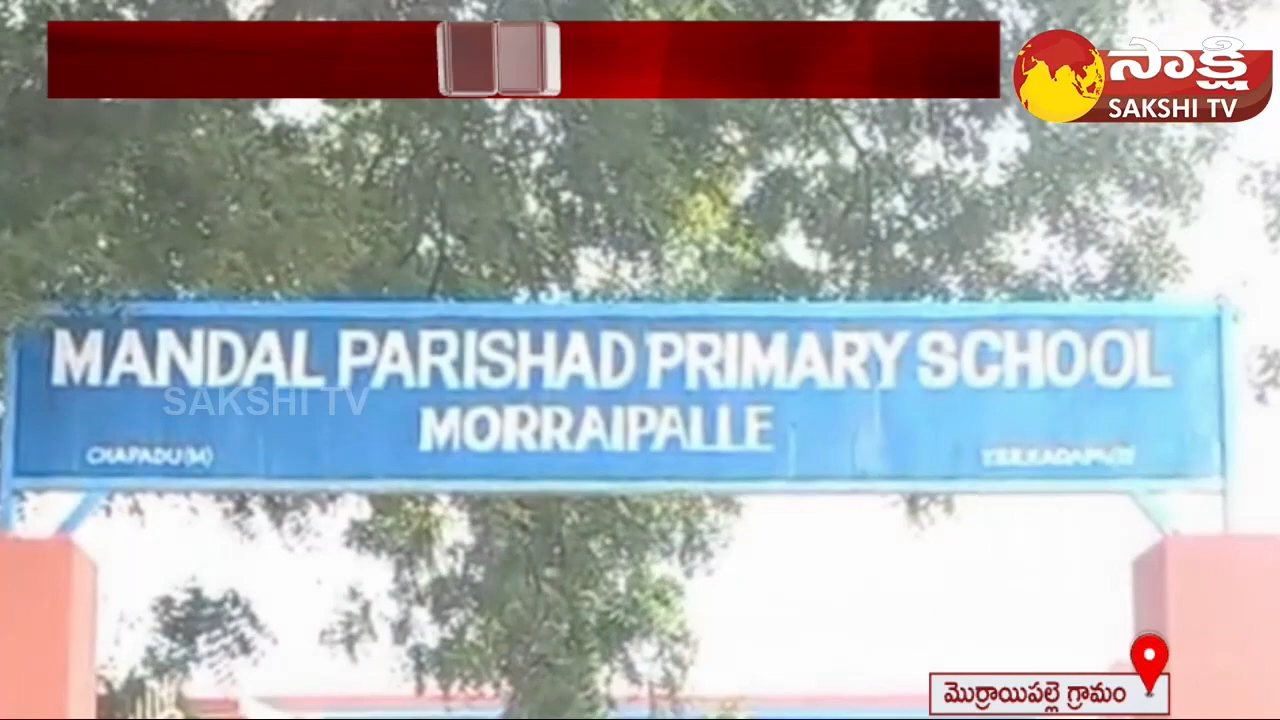 సాక్షి
SAKSHI TV
MANDAL PARISHAD PRIMARY SCHOOL
SAKSHI TV
MORRAIPALLE
CHAPADU (M)
మొర్రాయిపల్లె గ్రామం